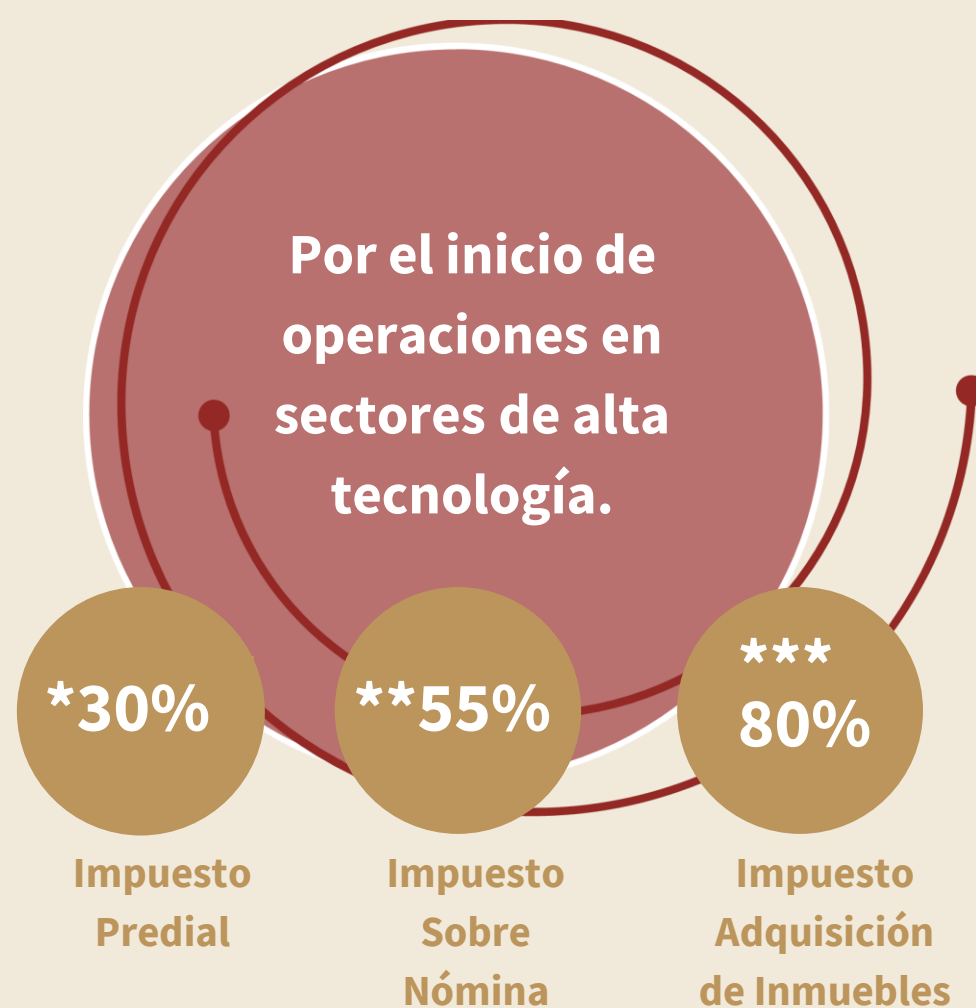 Por el inicio de
operaciones en
sectores de alta
tecnología.
*30%
**55%
***
80%
Impuesto
Predial
Impuesto
Sobre
Nómina
Impuesto
Adquisición
de Inmuebles